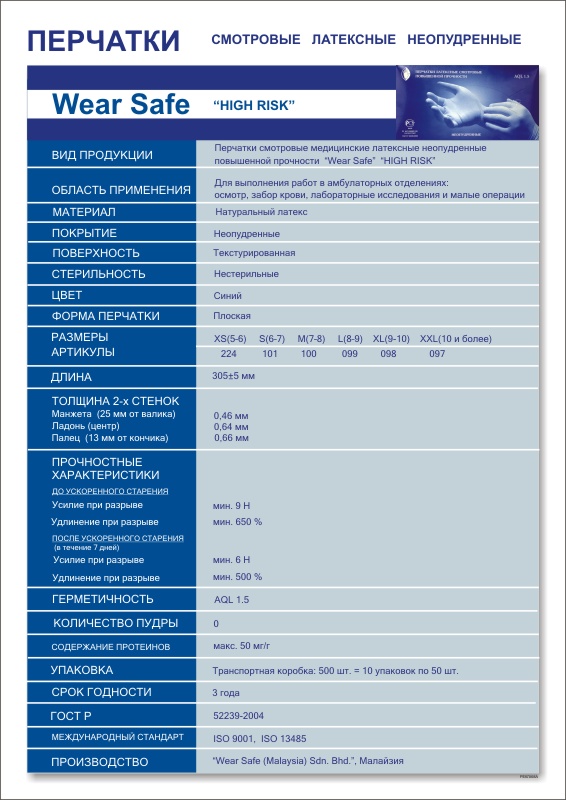 ПЕРЧАТКИ СМОТРОВЫЕ ЛАТЕКСНЫЕ НЕОПУДРЕННЫЕ
Wear Safe “HIGH RISK”
ПЕРЧАТКИ ЛАТЕКСНЫЕ СМОТРОВЫЕ
ПОВЫШЕННОЙ ПРОЧНОСТИ
AQL 1.5
НЕОПУДРЕННЫЕ
ВИД ПРОДУКЦИИ Перчатки смотровые медицинские латексные неопудренные
повышенной прочности “Wear Safe” “HIGH RISK”
ОБЛАСТЬ ПРИМЕНЕНИЯ Для выполнения работ в амбулаторных отделениях:
осмотр, забор крови, лабораторные исследования и малые операции
МАТЕРИАЛ Натуральный латекс
ПОКРЫТИЕ Неопудренные
ПОВЕРХНОСТЬ Текстурированная
СТЕРИЛЬНОСТЬ Нестерильные
ЦВЕТ Синий
ФОРМА ПЕРЧАТКИ Плоская
РАЗМЕРЫ XS(5-6) S(6-7) M(7-8) L(8-9) XL(9-10) XXL(10 и более)
АРТИКУЛЫ 224 101 100 099 098 097
ДЛИНА 305±5 мм
ТОЛЩИНА 2-х СТЕНОК
Манжета (25 мм от валика) 0,46 мм
Ладонь (центр) 0,64 мм
Палец (13 мм от кончика) 0,66 мм
ПРОЧНОСТНЫЕ
ХАРАКТЕРИСТИКИ
ДО УСКОРЕННОГО СТАРЕНИЯ
Усилие при разрыве мин. 9 Н
Удлинение при разрыве мин. 650 %
ПОСЛЕ УСКОРЕННОГО СТАРЕНИЯ
(в течение 7 дней)
Усилие при разрыве мин. 6 Н
Удлинение при разрыве мин. 500 %
ГЕРМЕТИЧНОСТЬ AQL 1.5
КОЛИЧЕСТВО ПУДРЫ 0
СОДЕРЖАНИЕ ПРОТЕИНОВ макс. 50 мг/г
УПАКОВКА Транспортная коробка: 500 шт. = 10 упаковок по 50 шт.
СРОК ГОДНОСТИ 3 года
ГОСТ Р 52239-2004
МЕЖДУНАРОДНЫЙ СТАНДАРТ ISO 9001, ISO 13485
ПРОИЗВОДСТВО “Wear Safe (Malaysia) Sdn. Bhd.”, Малайзия